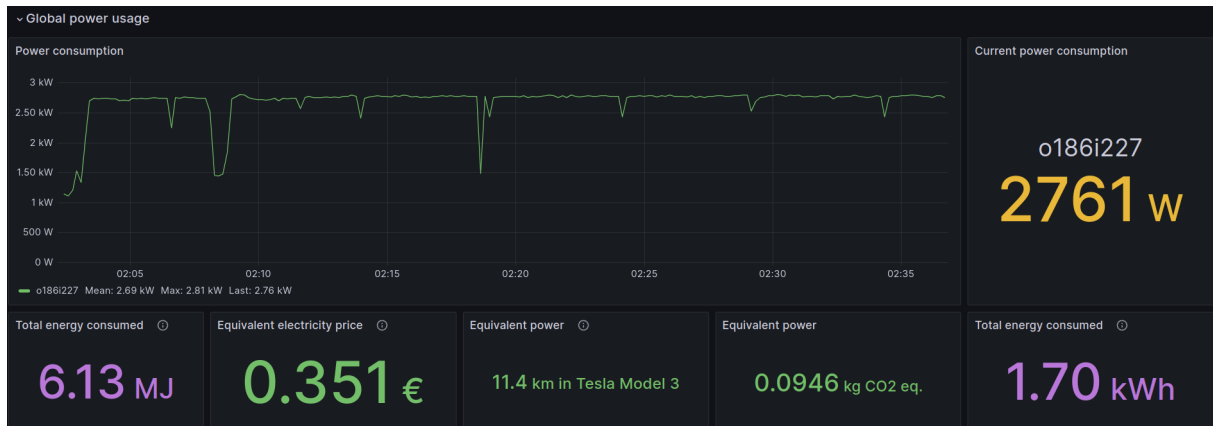 Global power usage
Power consumption
3 kW
2.50 kW
2 kW
1.50 kW
1 kW
500 W
0 W
02:05 02:10 02:15 02:20 02:25 02:30 02:35
o186i227 Mean: 2.69 kW Max: 2.81 kW Last: 2.76 kW
Current power consumption
o186i227
2761 W
Total energy consumed
6.13 MJ
Equivalent electricity price
0.351 €
Equivalent power
11.4 km in Tesla Model 3
Equivalent power
0.0946 kg CO2 eq.
Total energy consumed
1.70 kWh